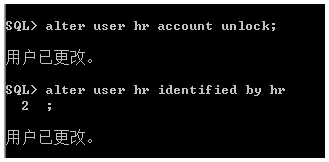 SQL> alter user hr account unlock;
用户已更改。
SQL> alter user hr identified by hr
2 ;
用户已更改。